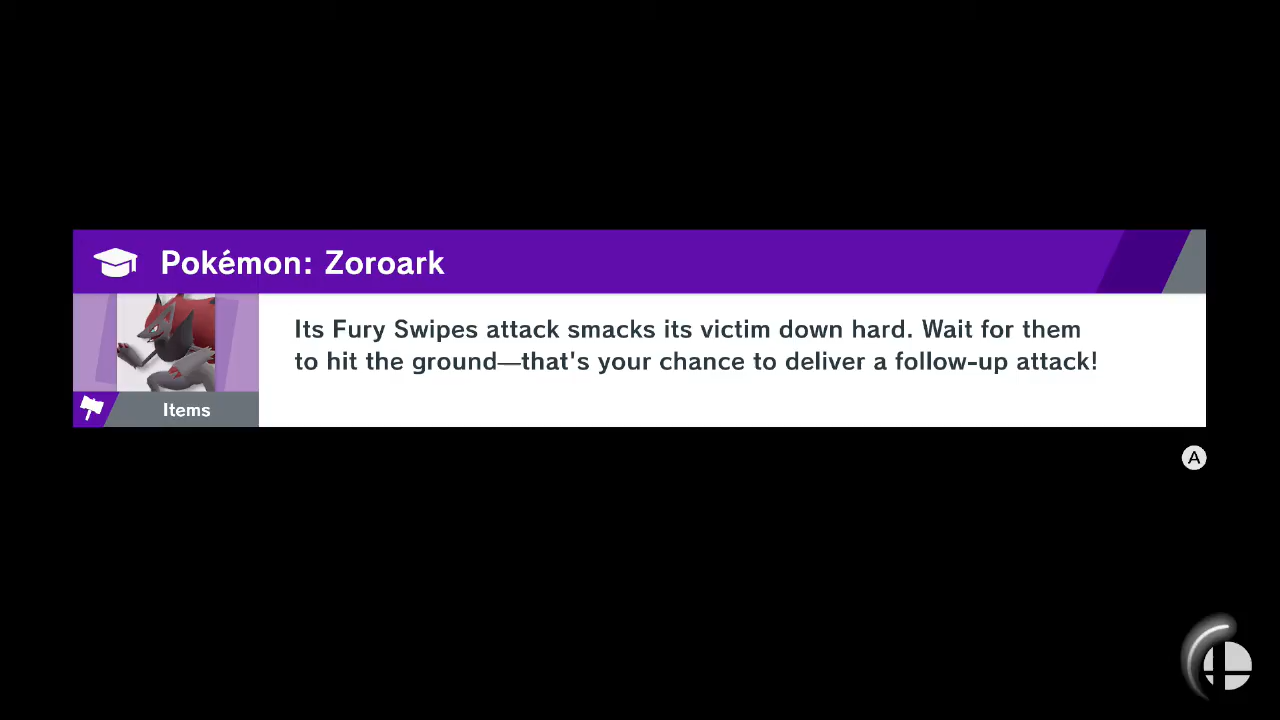 Pokémon: Zoroark
Its Fury Swipes attack smacks its victim down hard. Wait for them
to hit the ground—that's your chance to deliver a follow-up attack!
Items
A